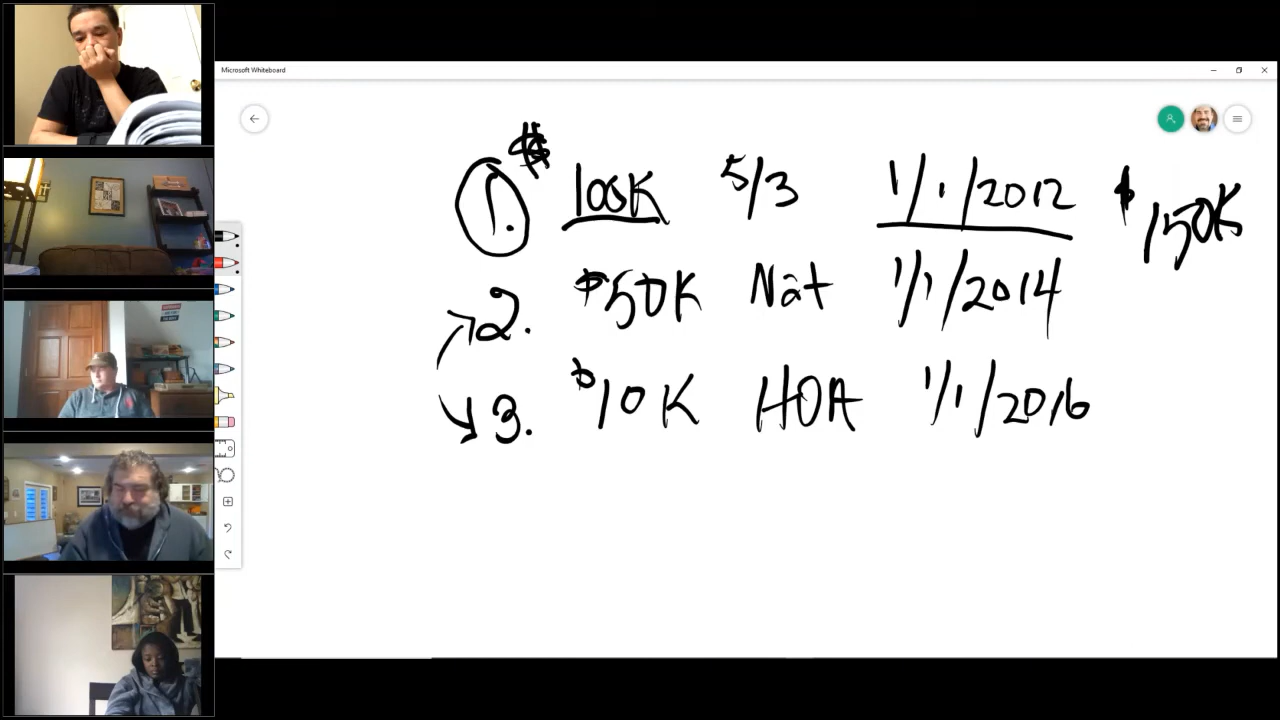 Microsoft Whiteboard
1. $ 100K 5/3 1/1/2012 $150K
2. $50K Nat 1/1/2014
3. $10K HOA 1/1/2016